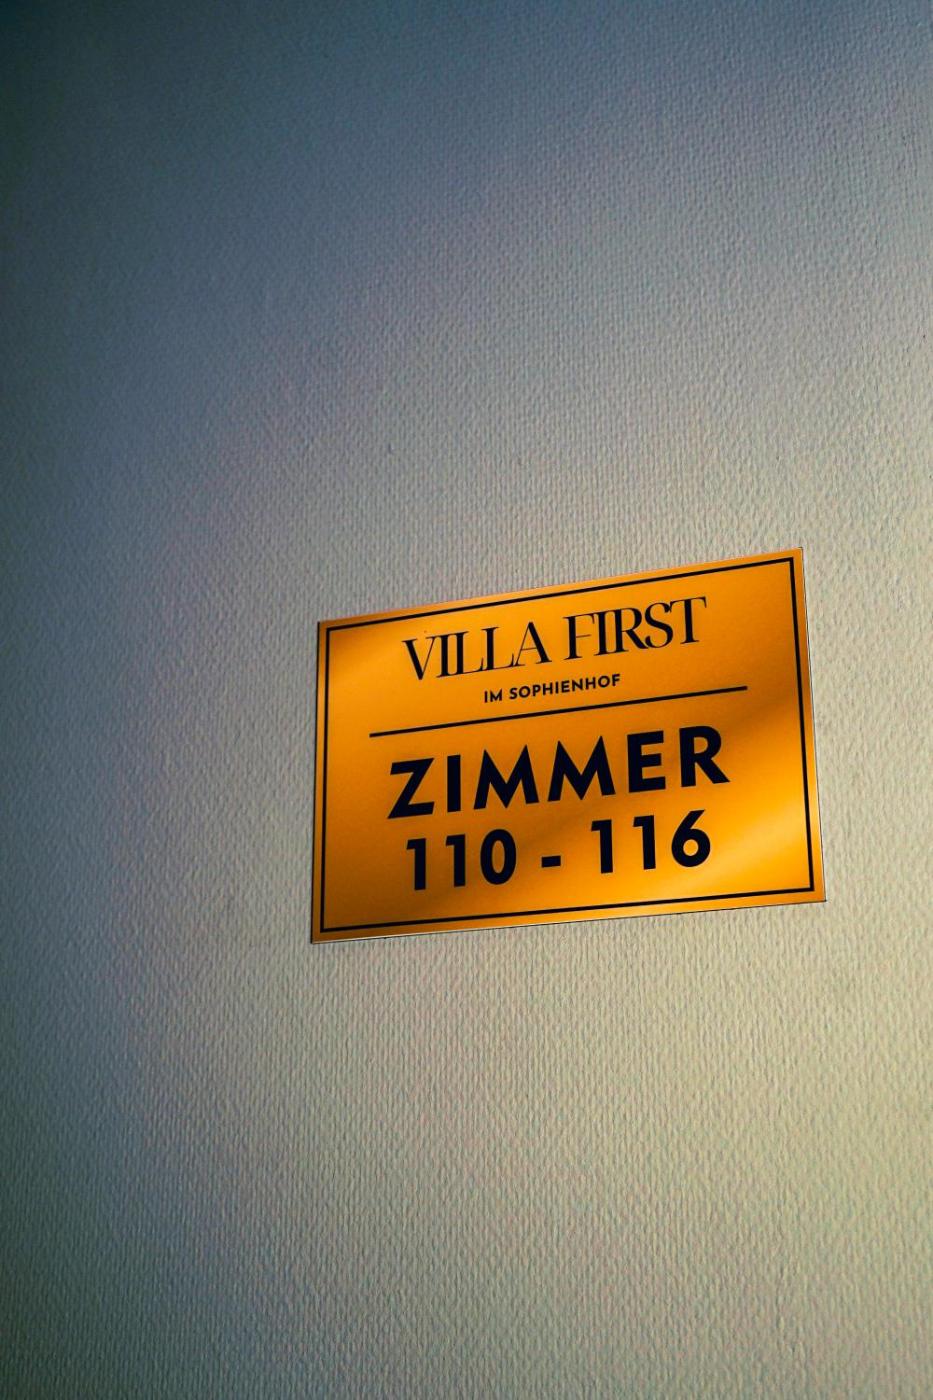 VILLA FIRST
IM SOPHIENHOF
ZIMMER
110 - 116